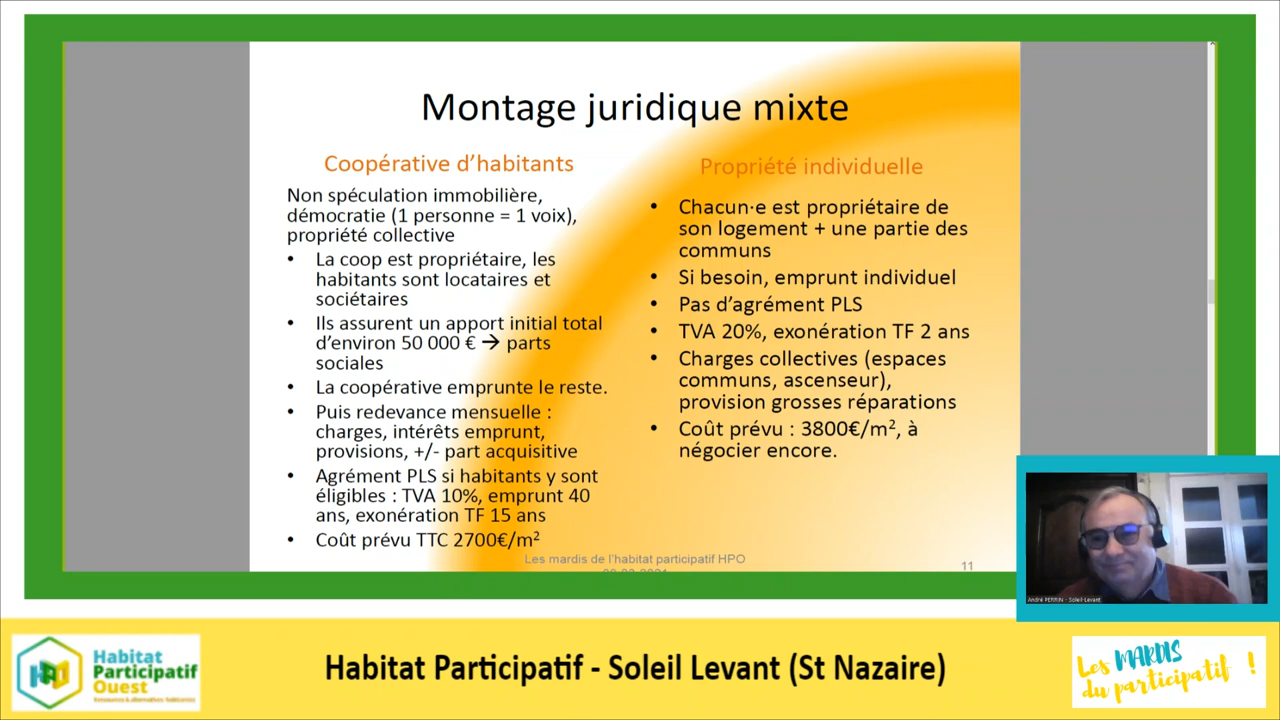 Montage juridique mixte
Coopérative d'habitants
Non spéculation immobilière,
démocratie (1 personne = 1 voix),
propriété collective
• La coop est propriétaire, les
habitants sont locataires et
sociétaires
• Ils assurent un apport initial total
d'environ 50 000 € → parts
sociales
• La coopérative emprunte le reste.
• Puis redevance mensuelle :
charges, intérêts emprunt,
provisions, +/- part acquisitive
• Agrément PLS si habitants y sont
éligibles : TVA 10%, emprunt 40
ans, exonération TF 15 ans
• Coût prévu TTC 2700€/m²
Propriété individuelle
• Chacun·e est propriétaire de
son logement + une partie des
communs
• Si besoin, emprunt individuel
• Pas d'agrément PLS
• TVA 20%, exonération TF 2 ans
• Charges collectives (espaces
communs, ascenseur),
provision grosses réparations
• Coût prévu : 3800€/m², à
négocier encore.
Les mardis de l'habitat participatif HPO
11
André PERRIN - Soleil-Levant
Habitat
Participatif
Ouest
Habitat Participatif - Soleil Levant (St Nazaire)
Les MARDIS
du participatif !